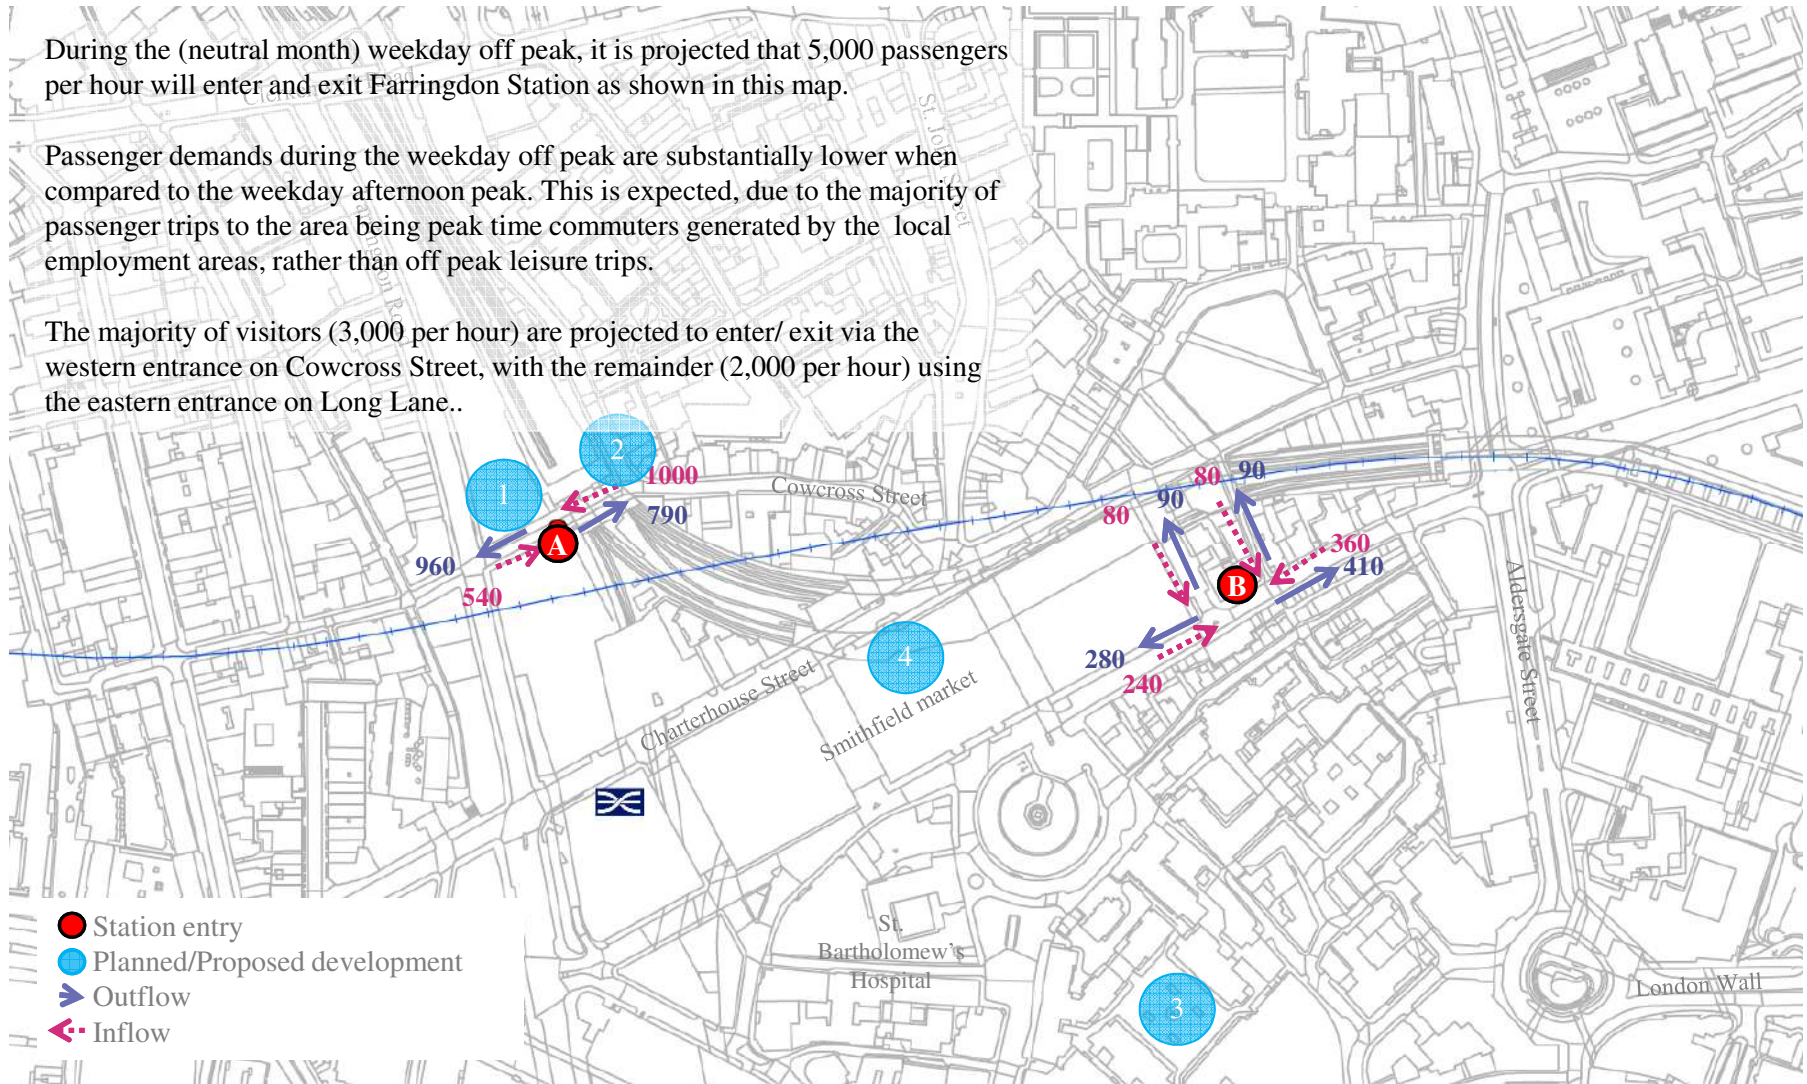 During the (neutral month) weekday off peak, it is projected that 5,000 passengers
per hour will enter and exit Farringdon Station as shown in this map.
Passenger demands during the weekday off peak are substantially lower when
compared to the weekday afternoon peak. This is expected, due to the majority of
passenger trips to the area being peak time commuters generated by the local
employment areas, rather than off peak leisure trips.
The majority of visitors (3,000 per hour) are projected to enter/ exit via the
western entrance on Cowcross Street, with the remainder (2,000 per hour) using
the eastern entrance on Long Lane..
St. John Street
2
1
1000
790
Cowcross Street
A
960
540
80
90
90
80
360
410
B
280
240
Aldersgate Street
4
Charterhouse Street
Smithfield market
St.
Bartholomew's
Hospital
3
London Wall
Station entry
Planned/Proposed development
Outflow
Inflow